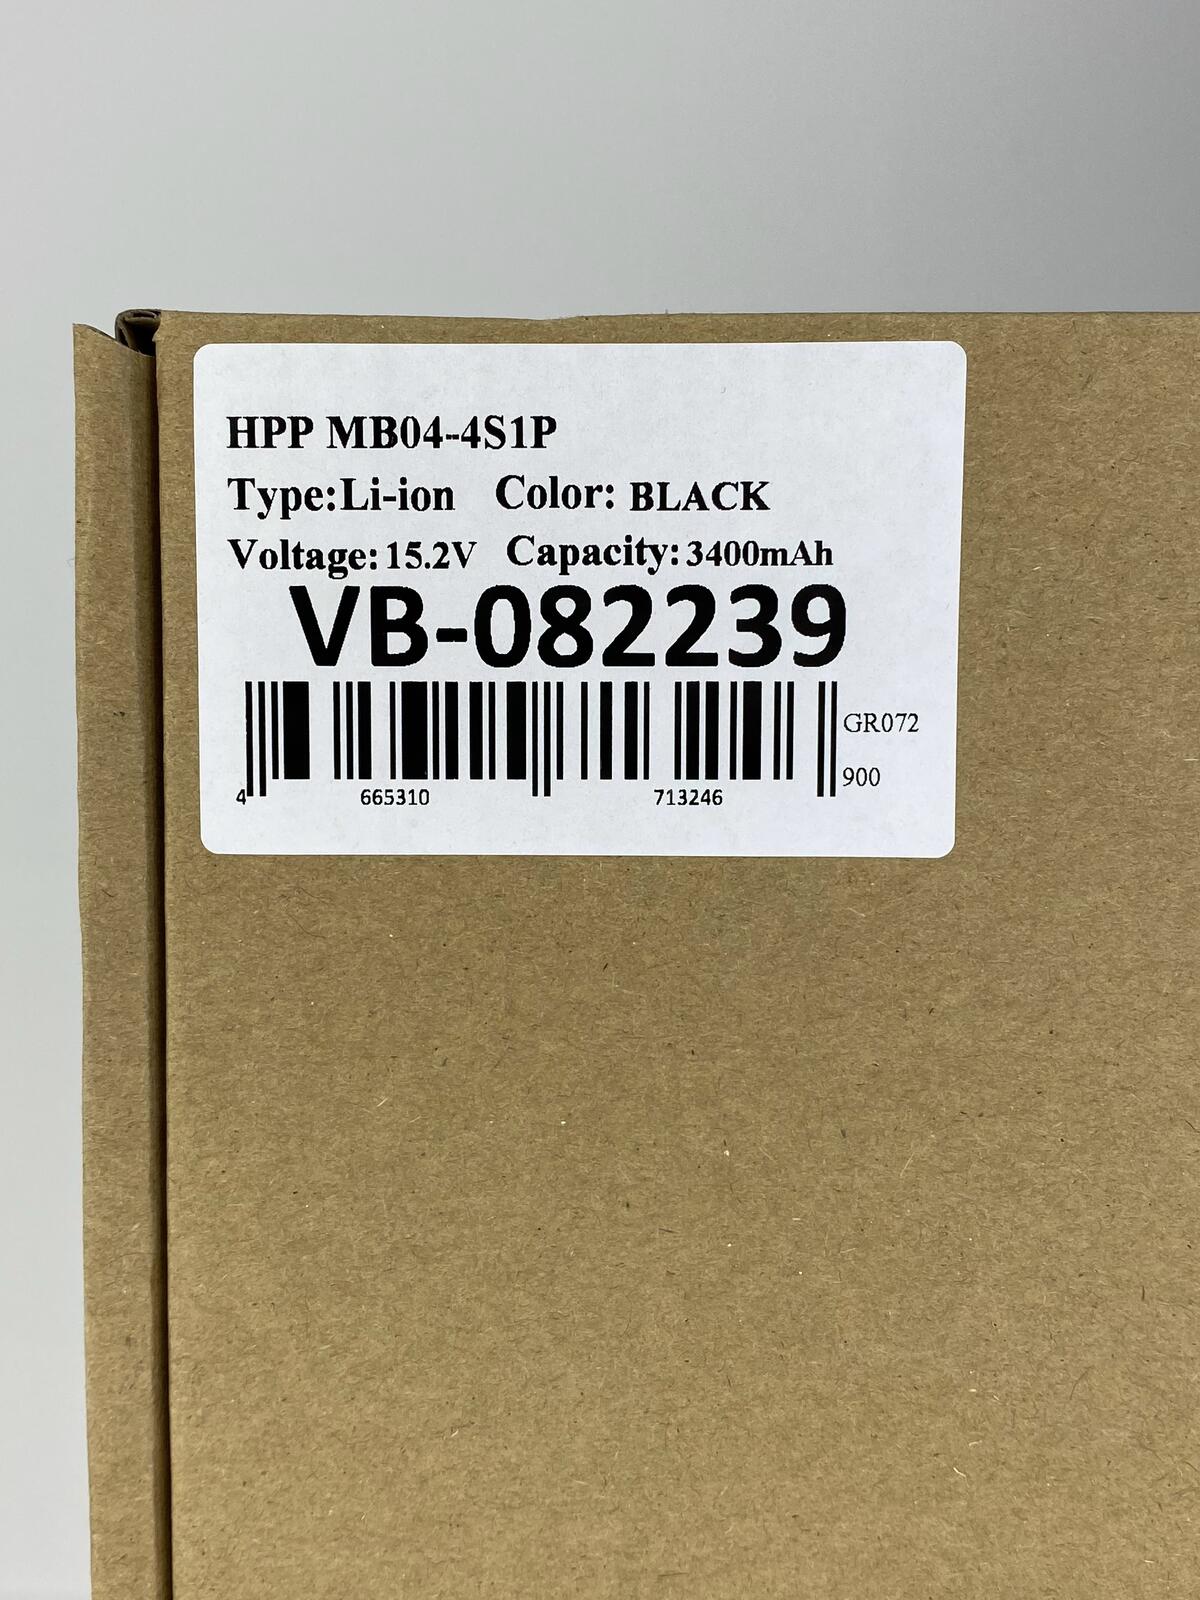 HPP MB04-4S1P
Type:Li-ion Color: BLACK
Voltage: 15.2V Capacity: 3400mAh
VB-082239
GR072
900
4 665310 713246